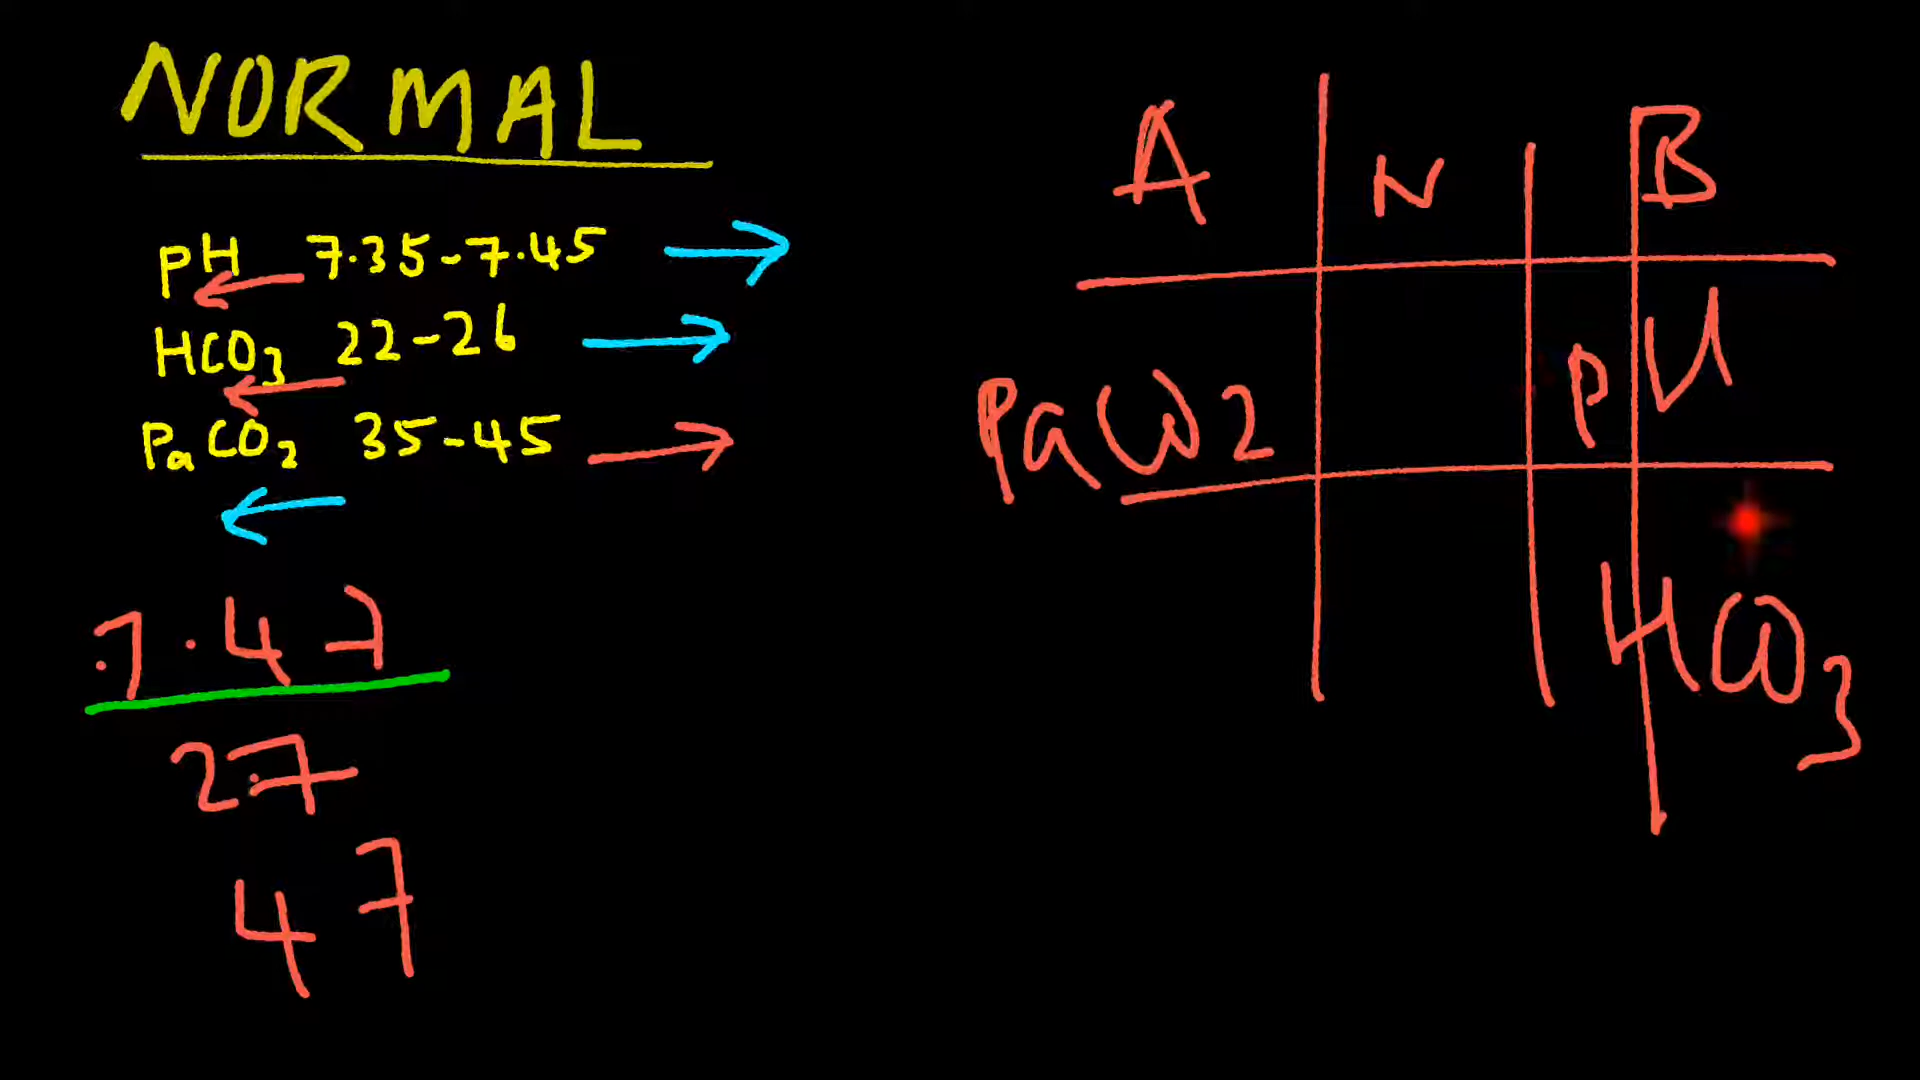 NORMAL
pH 7.35-7.45
HCO3 22-26
PaCO2 35-45
7.47
27
47
A N B
PaCO2 pH
HCO3